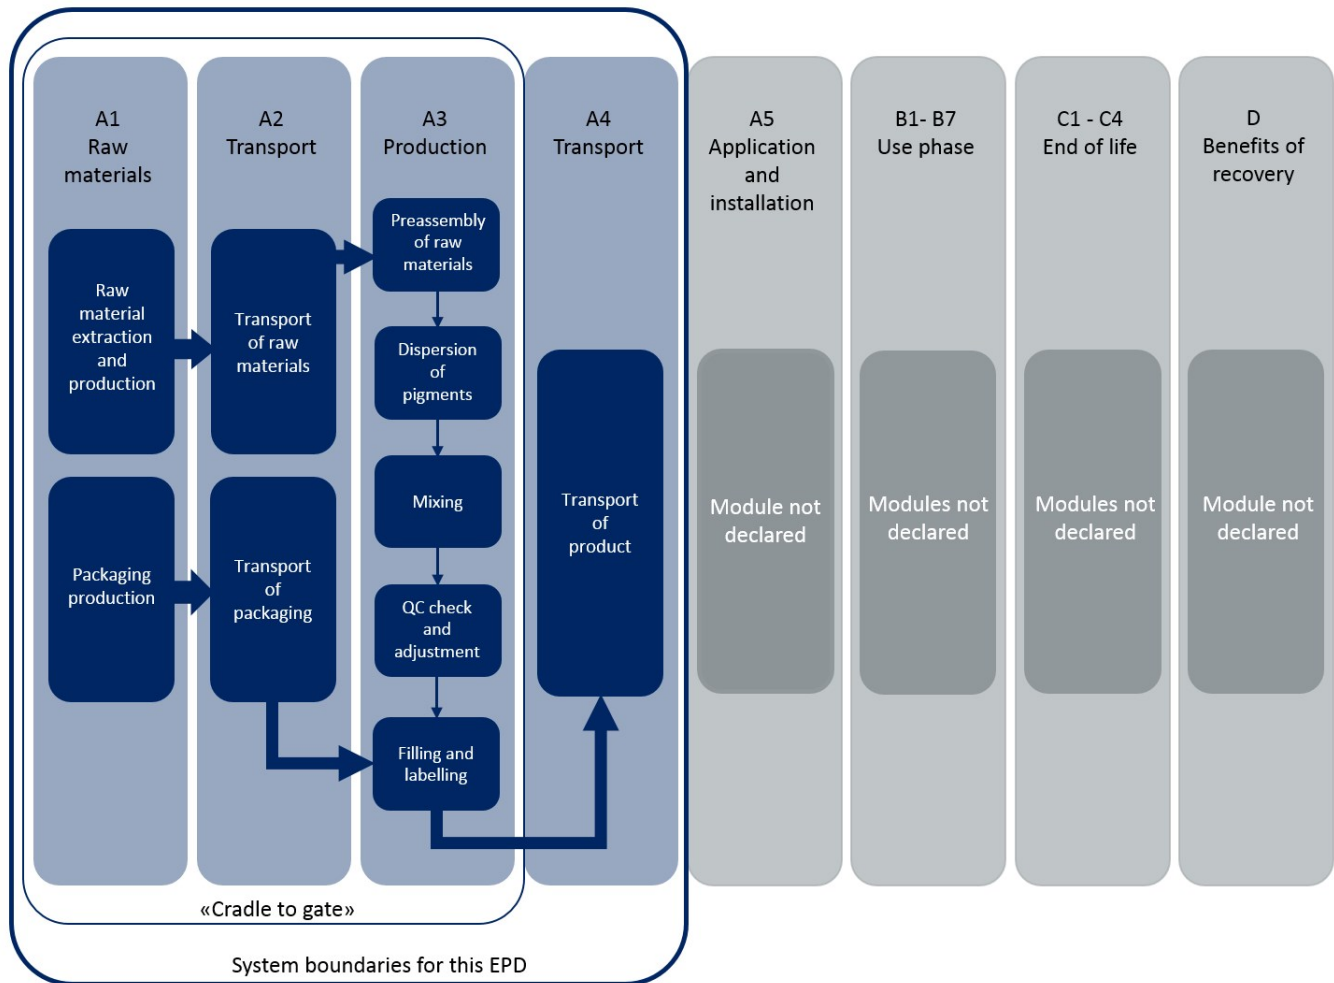 A1
Raw
materials
Raw
material
extraction
and
production
Packaging
production
A2
Transport
Transport
of raw
materials
Transport
of
packaging
A3
Production
Preassembly
of raw
materials
Dispersion
of
pigments
Mixing
QC check
and
adjustment
Filling and
labelling
A4
Transport
Transport
of
product
A5
Application
and
installation
Module not
declared
B1- B7
Use phase
Modules not
declared
C1 - C4
End of life
Modules not
declared
D
Benefits of
recovery
Module not
declared
«Cradle to gate»
System boundaries for this EPD